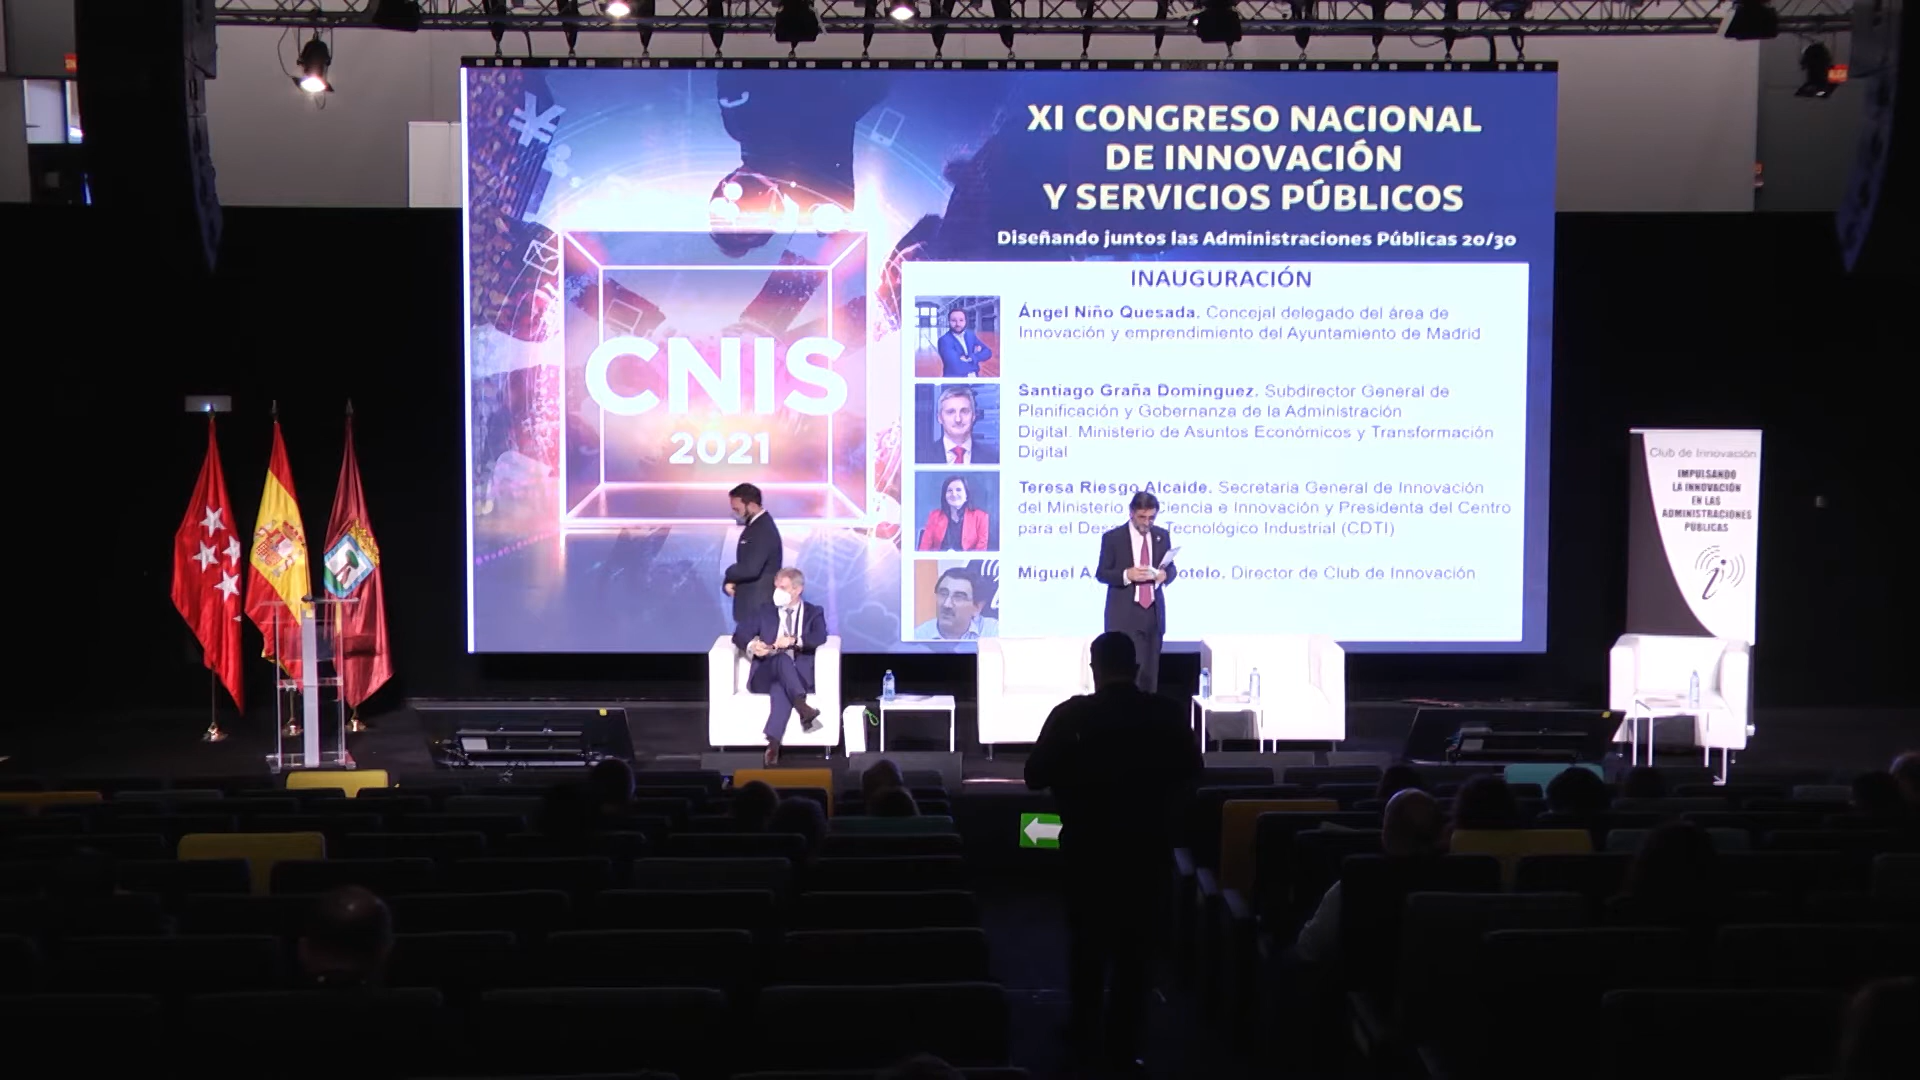 XI CONGRESO NACIONAL
DE INNOVACIÓN
Y SERVICIOS PÚBLICOS
Diseñando juntos las Administraciones Públicas 20/30
CNIS
2021
INAUGURACIÓN
Ángel Niño Quesada. Concejal delegado del área de
Innovación y emprendimiento del Ayuntamiento de Madrid
Santiago Graña Domínguez. Subdirector General de
Planificación y Gobernanza de la Administración
Digital. Ministerio de Asuntos Económicos y Transformación
Digital
Teresa Riesgo Alcaide. Secretaria General de Innovación
del Ministerio Ciencia e Innovación y Presidenta del Centro
para el Tecnológico Industrial (CDTI)
Miguel A. Director de Club de Innovación
Club de Innovación
IMPULSANDO
LA INNOVACIÓN
EN LAS
ADMINISTRACIONES
PÚBLICAS